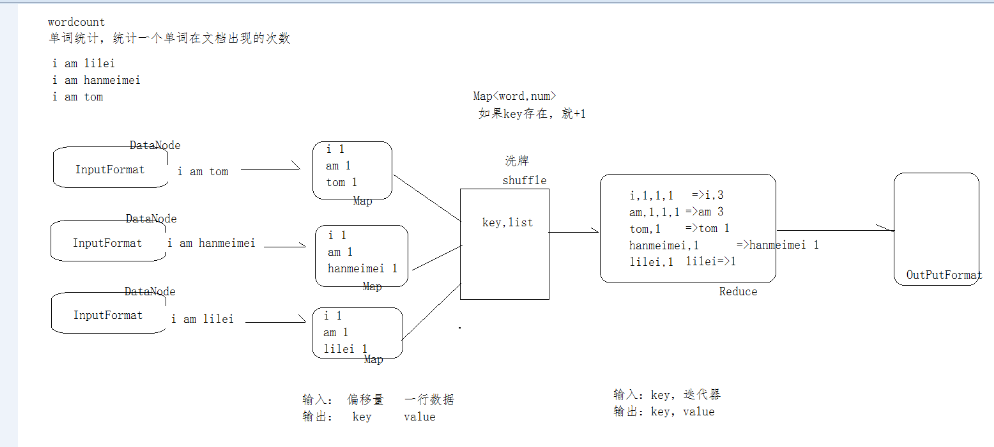 wordcount
单词统计，统计一个单词在文档出现的次数
i am lilei
i am hanmeimei
i am tom
Map<word,num>
如果key存在，就+1
DataNode
InputFormat
i am tom
i 1
am 1
tom 1
Map
DataNode
InputFormat
i am hanmeimei
i 1
am 1
hanmeimei 1
Map
DataNode
InputFormat
i am lilei
i 1
am 1
lilei 1
Map
洗牌
shuffle
key,list
i,1,1,1 =>i,3
am,1,1,1 =>am 3
tom,1 =>tom 1
hanmeimei,1 =>hanmeimei 1
lilei,1 lilei=>1
Reduce
OutPutFormat
输入： 偏移量 一行数据
输出： key value
输入：key，迭代器
输出：key，value